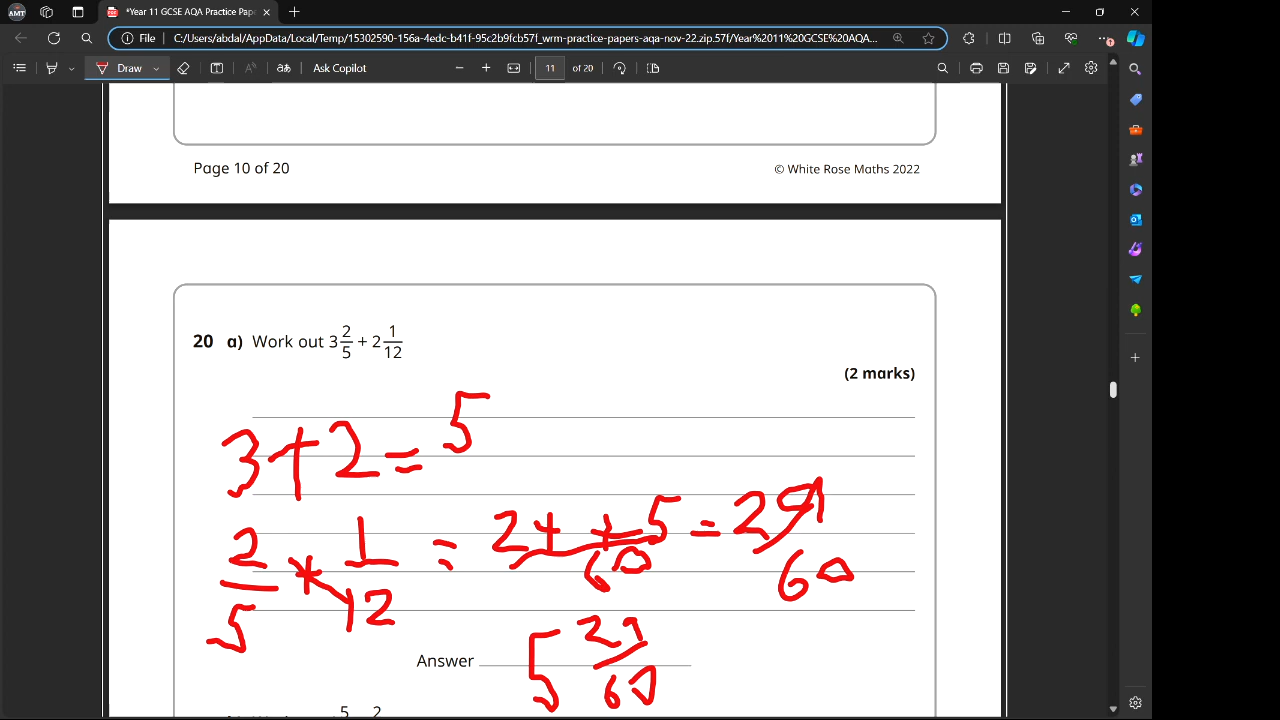 *Year 11 GCSE AQA Practice Pape
File
C:/Users/abdal/AppData/Local/Temp/15302590-156a-4edc-b41f-95c2b9fcb57f_wrm-practice-papers-aqa-nov-22.zip.57f/Year%2011%20GCSE%20AQA...
Draw
Ask Copilot
11 of 20
Page 10 of 20
© White Rose Maths 2022
20 a) Work out 3 2/5 + 2 1/12
(2 marks)
3+2=5
2/5 * 1/12 = 24+5/60 = 29/60
Answer 5 29/60